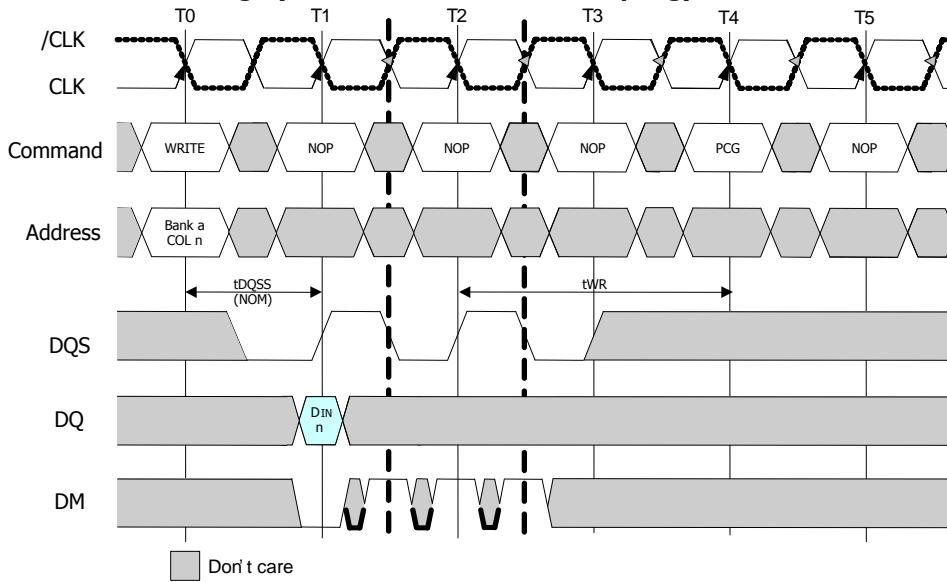 T0 T1 T2 T3 T4 T5
/CLK
CLK
Command WRITE NOP NOP NOP PCG NOP
Address Bank a
COL n
tDQSS
(NOM)
tWR
DQS
DQ DIN
n
DM
Don't care